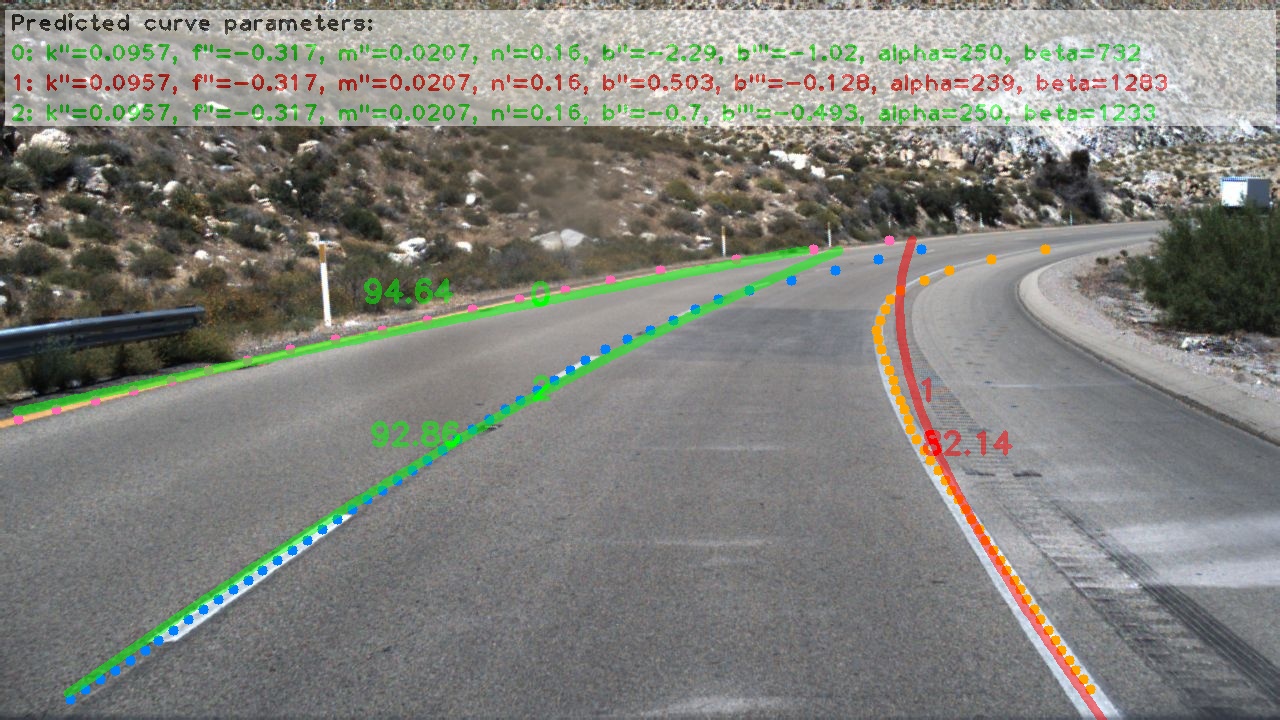 Predicted curve parameters:
0: k''=0.0957, f''=-0.317, m''=0.0207, n'=0.16, b''=-2.29, b'''=-1.02, alpha=250, beta=732
1: k''=0.0957, f''=-0.317, m''=0.0207, n'=0.16, b''=0.503, b'''=-0.128, alpha=239, beta=1283
2: k''=0.0957, f''=-0.317, m''=0.0207, n'=0.16, b''=-0.7, b'''=-0.493, alpha=250, beta=1233
94.64 0
2
1
92.86
82.14